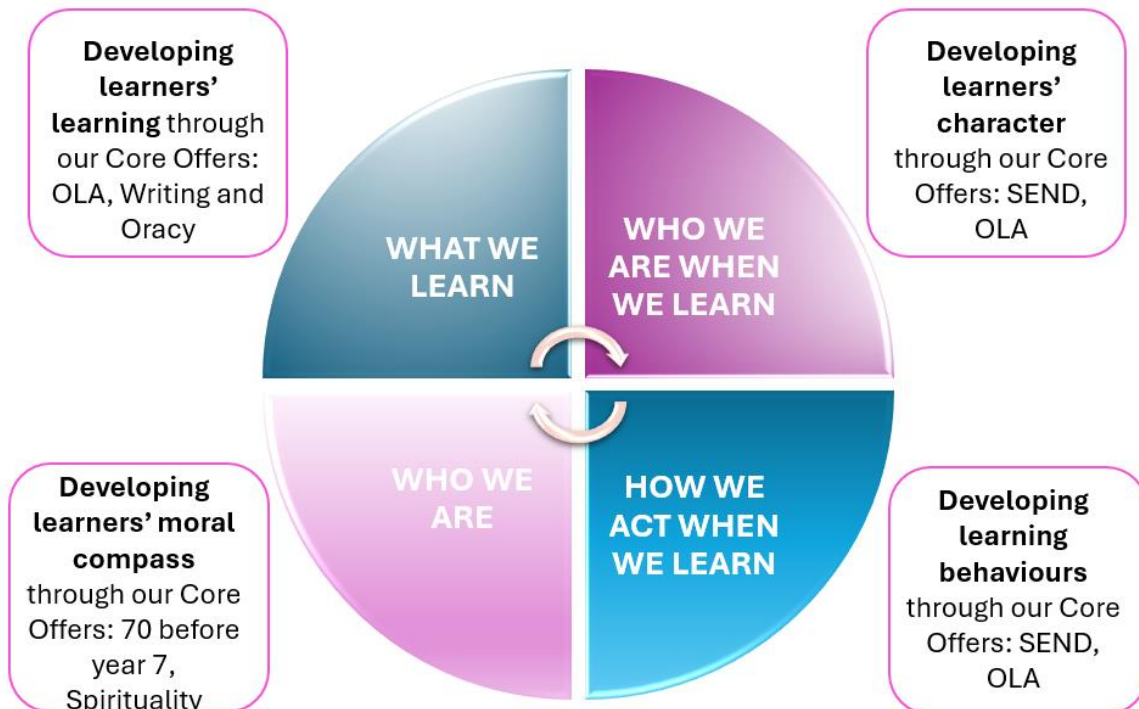 Developing
learners’
learning through
our Core Offers:
OLA, Writing and
Oracy
Developing
learners’
character
through our Core
Offers: SEND,
OLA
WHAT WE
LEARN
WHO WE
ARE WHEN
WE LEARN
WHO WE
ARE
HOW WE
ACT WHEN
WE LEARN
Developing
learners’ moral
compass
through our Core
Offers: 70 before
year 7,
Spirituality
Developing
learning
behaviours
through our Core
Offers: SEND,
OLA